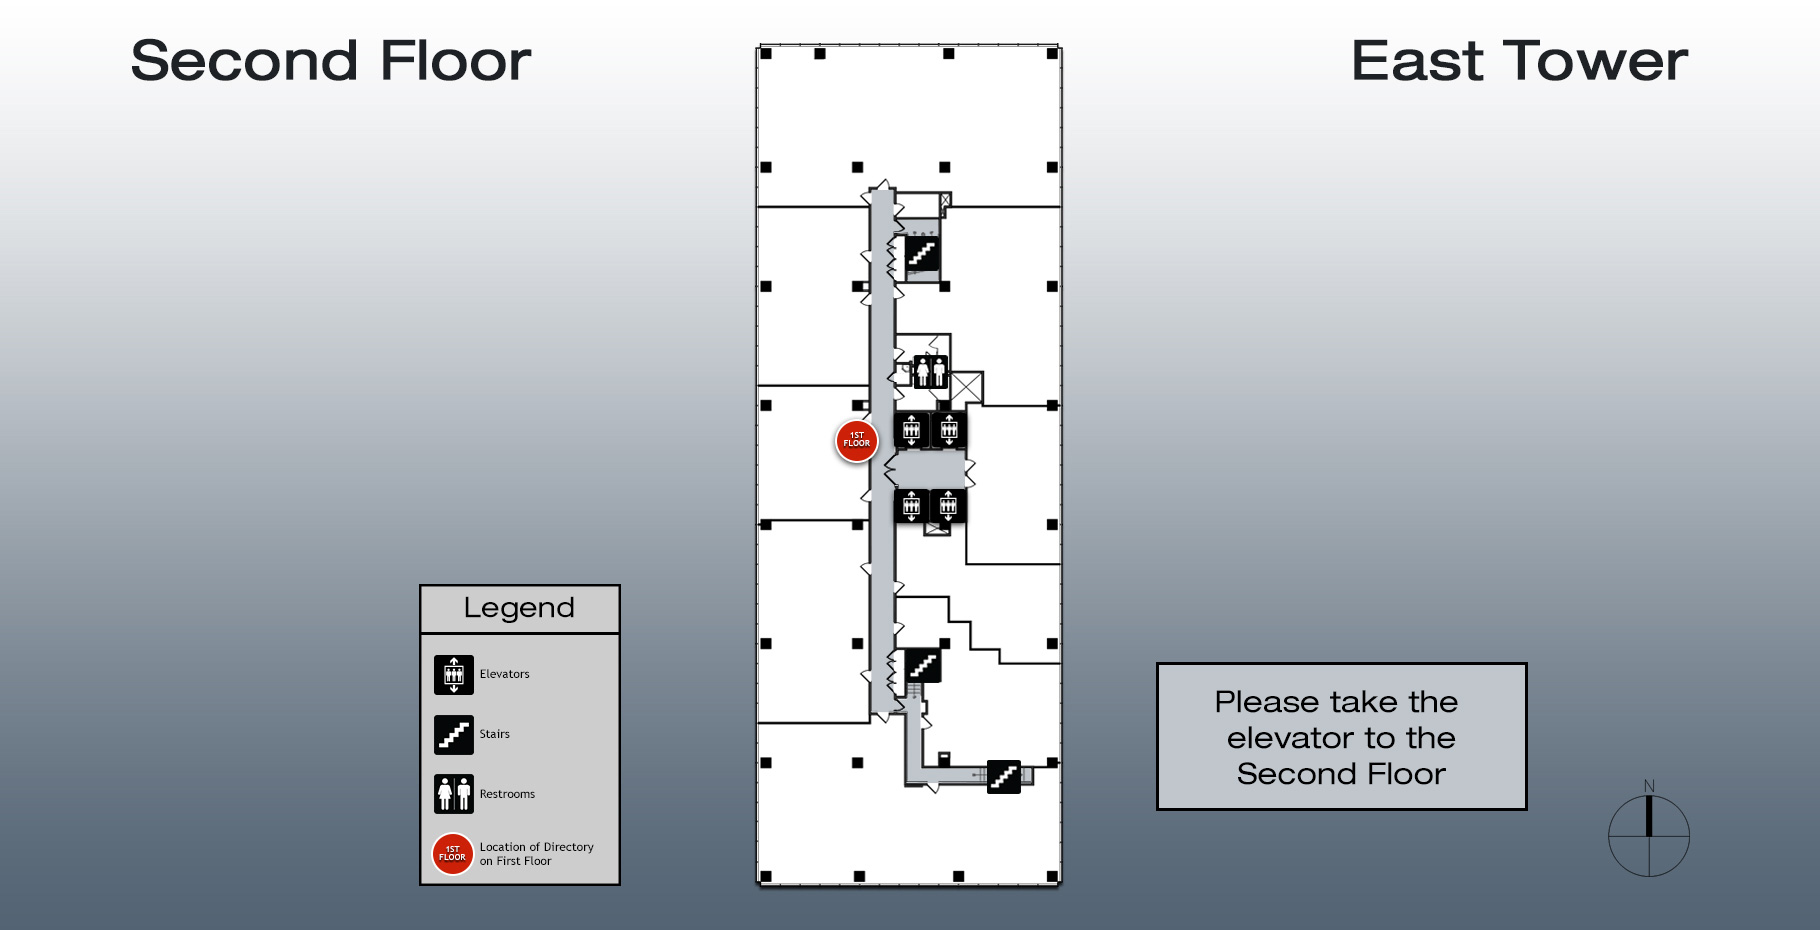 Second Floor
East Tower
1ST
FLOOR
Legend
Elevators
Stairs
Restrooms
1ST
FLOOR
Location of Directory
on First Floor
Please take the
elevator to the
Second Floor
N